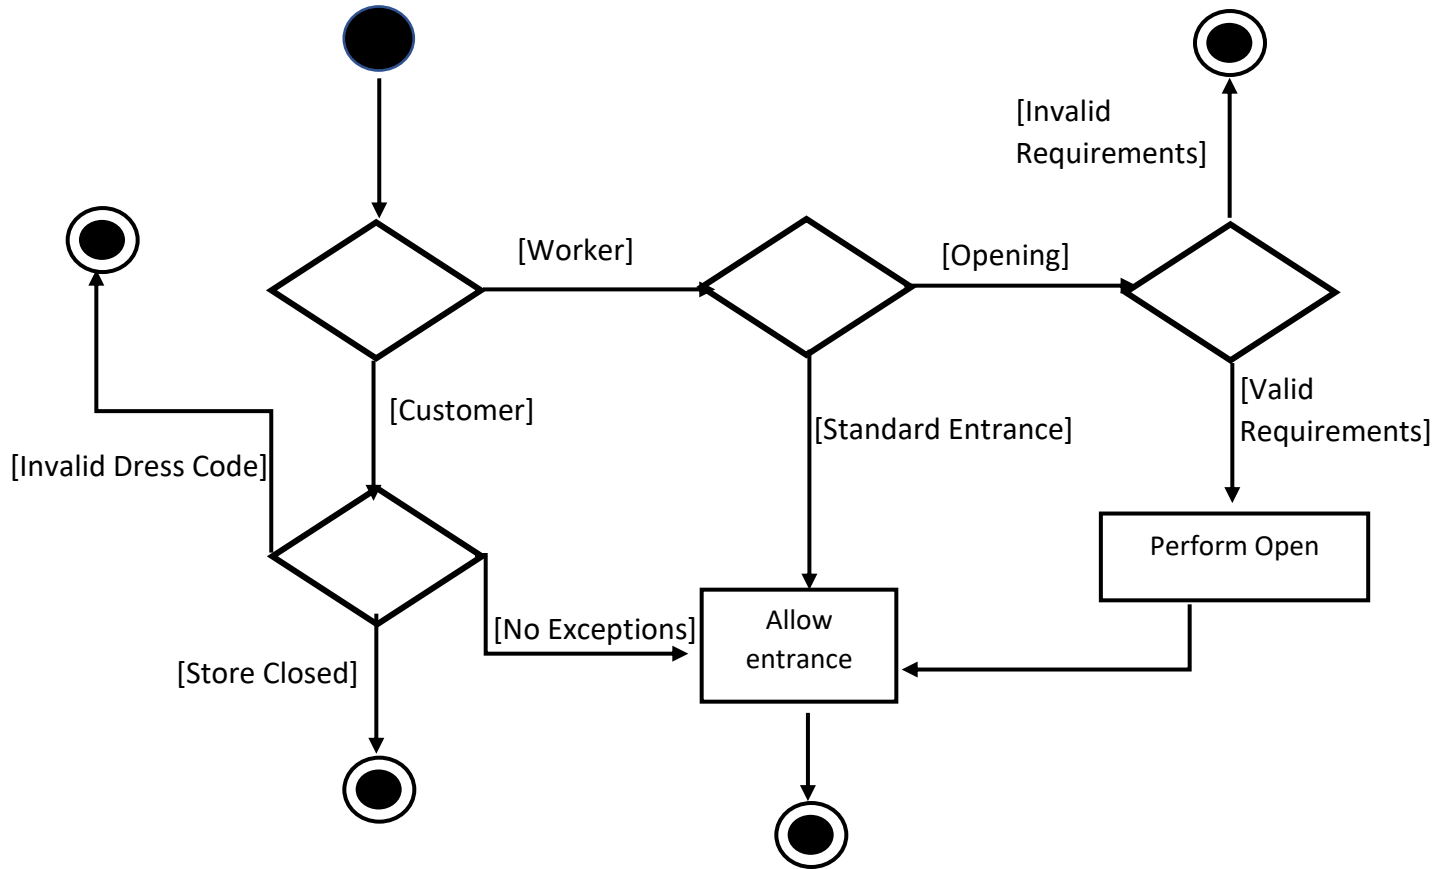 [Invalid
Requirements]
[Worker]
[Opening]
[Customer]
[Standard Entrance]
[Valid
Requirements]
[Invalid Dress Code]
Perform Open
[No Exceptions]
Allow
entrance
[Store Closed]